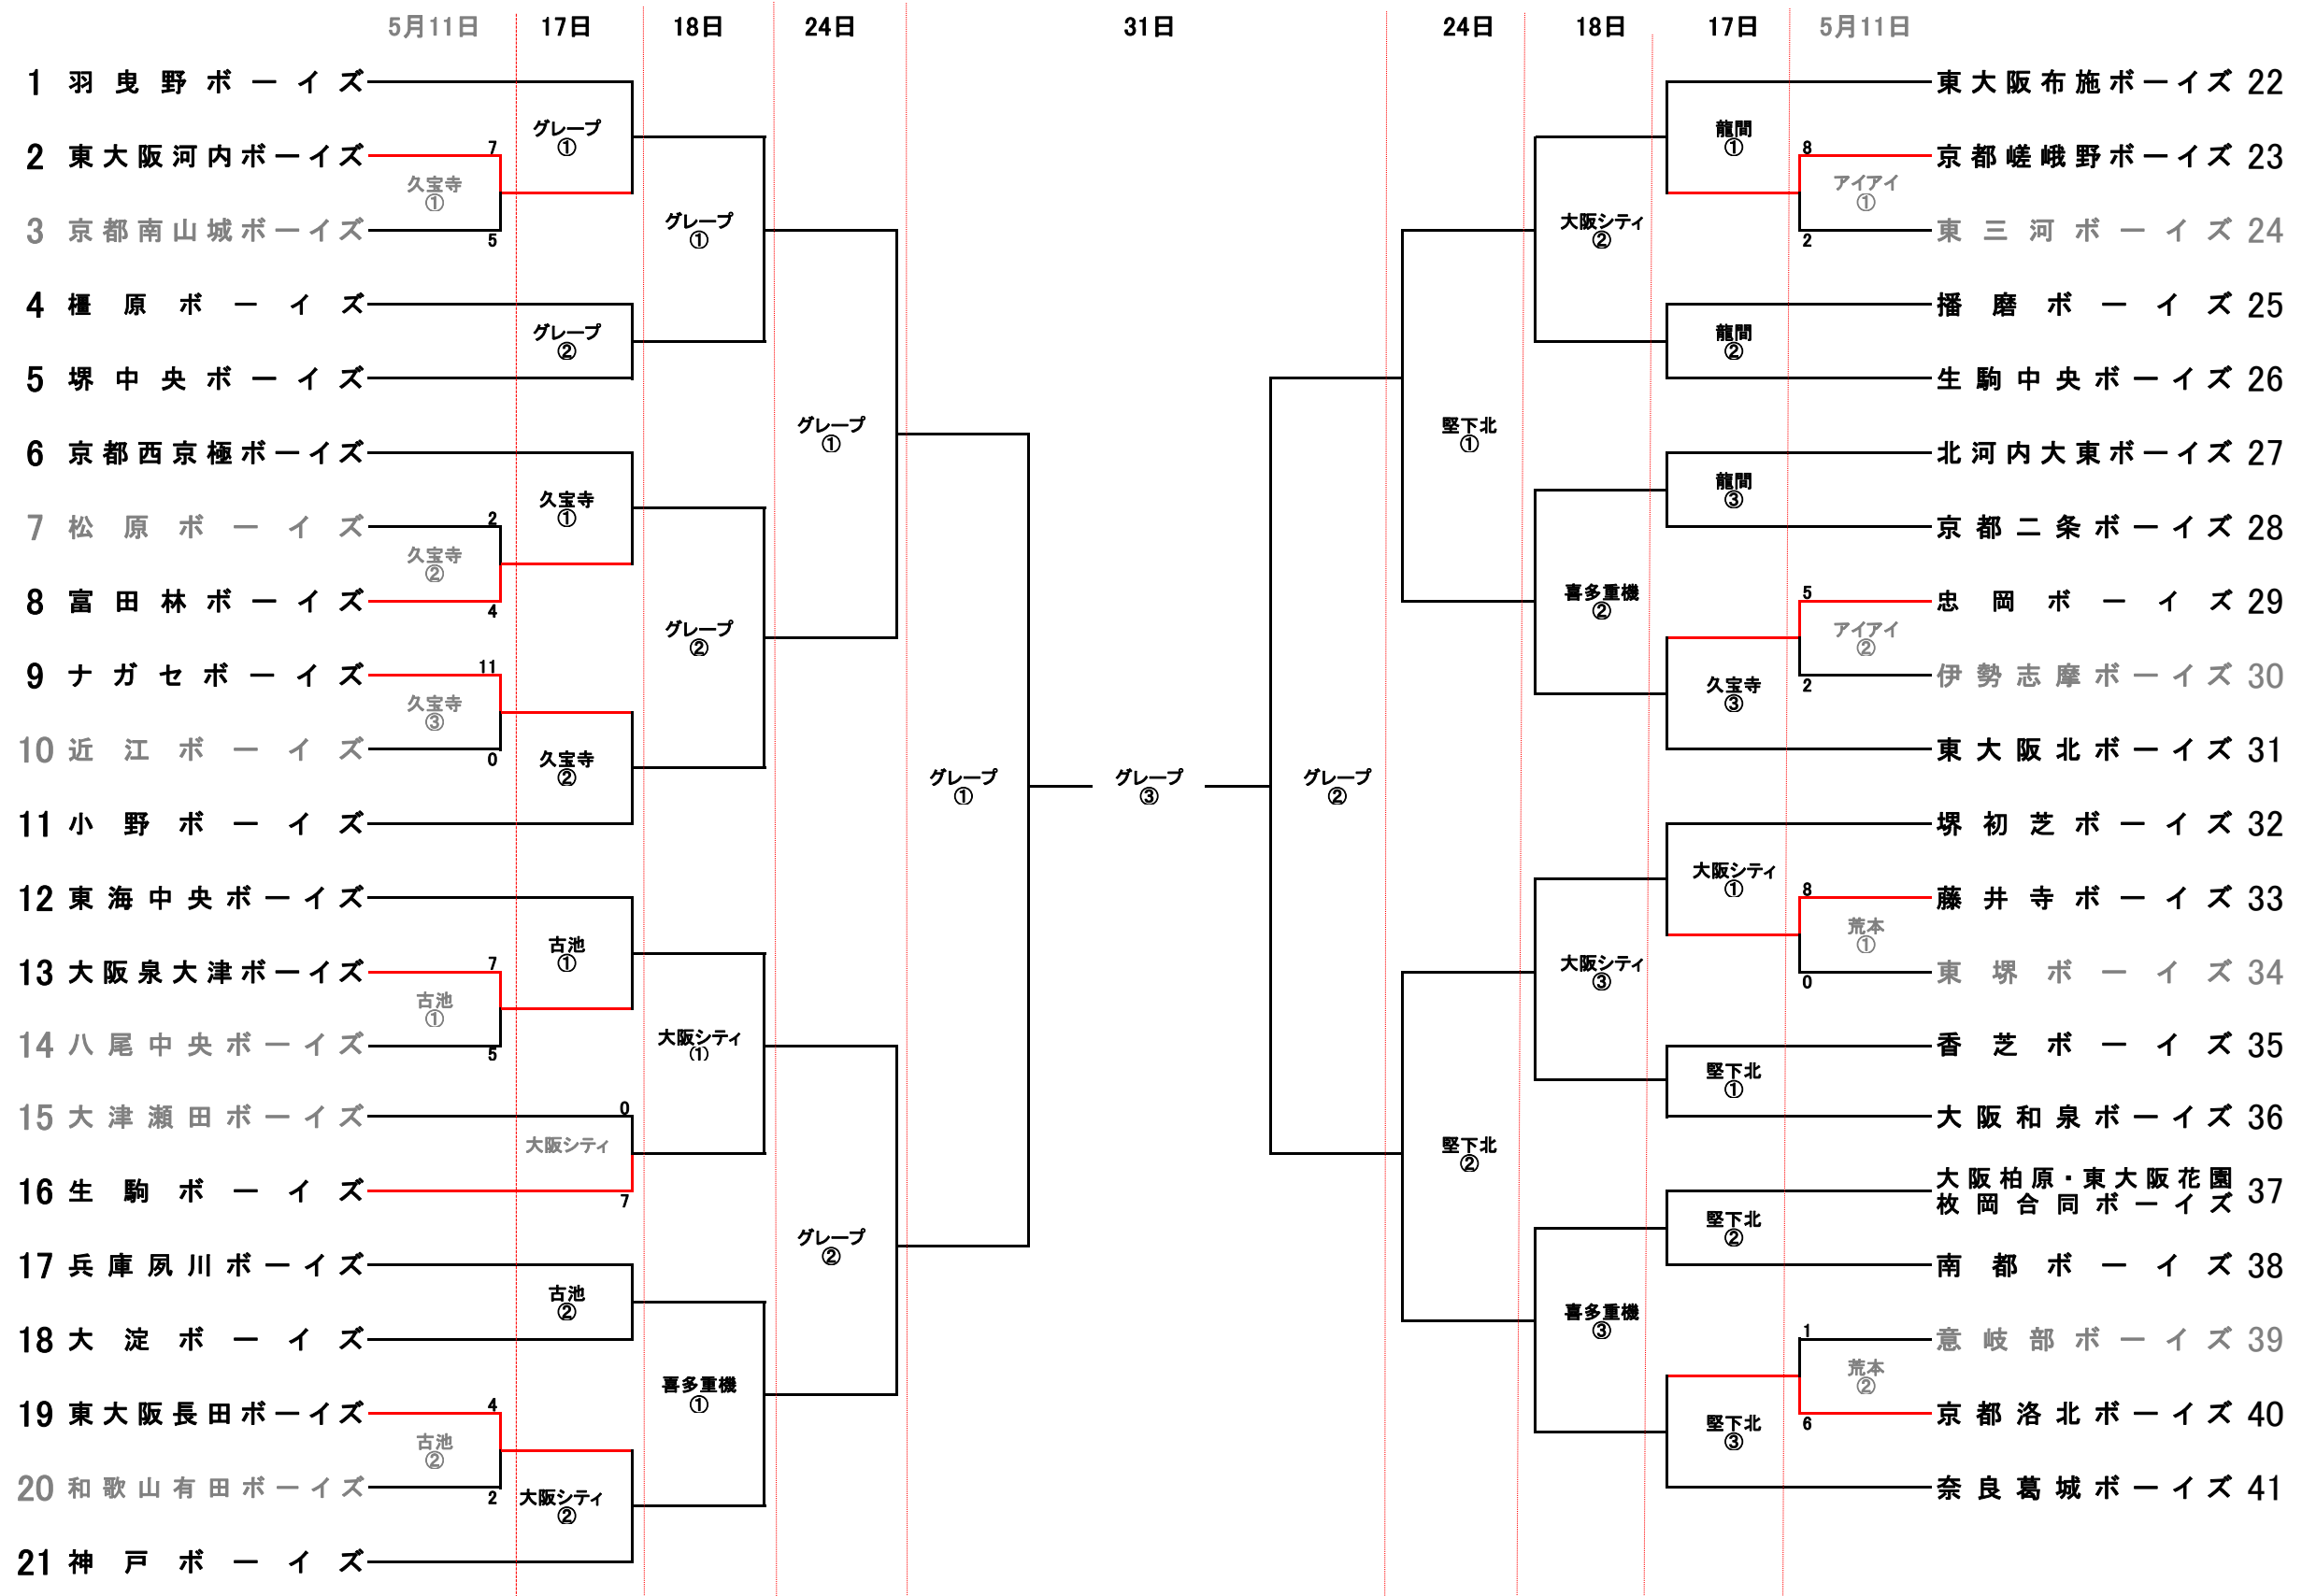 5月11日 17日 18日 24日 31日 24日 18日 17日 5月11日
1 羽曳野ボーイズ
2 東大阪河内ボーイズ
3 京都南山城ボーイズ
4 橿原ボーイズ
5 堺中央ボーイズ
6 京都西京極ボーイズ
7 松原ボーイズ
8 富田林ボーイズ
9 ナガセボーイズ
10 近江ボーイズ
11 小野ボーイズ
12 東海中央ボーイズ
13 大阪泉大津ボーイズ
14 八尾中央ボーイズ
15 大津瀬田ボーイズ
16 生駒ボーイズ
17 兵庫夙川ボーイズ
18 大淀ボーイズ
19 東大阪長田ボーイズ
20 和歌山有田ボーイズ
21 神戸ボーイズ
7
久宝寺
①
5
2
久宝寺
②
4
11
久宝寺
③
0
7
古池
①
5
4
古池
②
2
グレープ
①
グレープ
②
久宝寺
①
久宝寺
②
古池
①
0
大阪シティ
7
古池
②
大阪シティ
②
グレープ
①
グレープ
②
大阪シティ
⑴
喜多重機
①
グレープ
①
グレープ
②
グレープ
①
グレープ
③
グレープ
②
堅下北
①
堅下北
②
大阪シティ
②
喜多重機
②
大阪シティ
③
喜多重機
③
龍間
①
龍間
②
龍間
③
久宝寺
③
大阪シティ
①
堅下北
①
堅下北
②
堅下北
③
8
アイアイ
①
2
5
アイアイ
②
2
8
荒本
①
0
1
荒本
②
6
東大阪布施ボーイズ 22
京都嵯峨野ボーイズ 23
東三河ボーイズ 24
播磨ボーイズ 25
生駒中央ボーイズ 26
北河内大東ボーイズ 27
京都二条ボーイズ 28
忠岡ボーイズ 29
伊勢志摩ボーイズ 30
東大阪北ボーイズ 31
堺初芝ボーイズ 32
藤井寺ボーイズ 33
東堺ボーイズ 34
香芝ボーイズ 35
大阪和泉ボーイズ 36
大阪柏原・東大阪花園
枚岡合同ボーイズ 37
南都ボーイズ 38
意岐部ボーイズ 39
京都洛北ボーイズ 40
奈良葛城ボーイズ 41